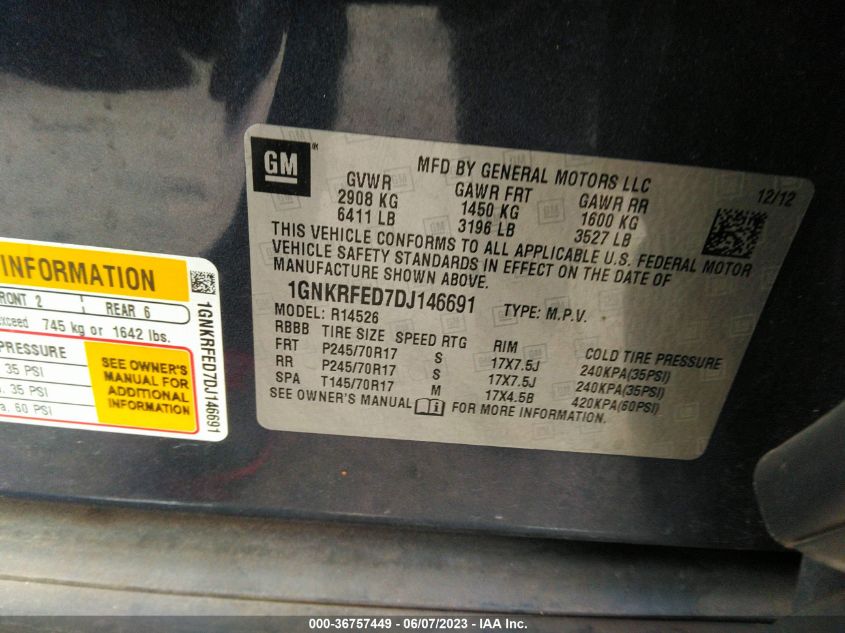 GM
MFD BY GENERAL MOTORS LLC
12/12
GVWR GAWR FRT GAWR RR
2908 KG 1450 KG 1600 KG
6411 LB 3196 LB 3527 LB
THIS VEHICLE CONFORMS TO ALL APPLICABLE U.S. FEDERAL MOTOR
VEHICLE SAFETY STANDARDS IN EFFECT ON THE DATE OF
MANUFACTURE SHOWN ABOVE.
1GNKRFED7DJ146691 TYPE: M.P.V.
MODEL: R14526
RBBB TIRE SIZE SPEED RTG RIM COLD TIRE PRESSURE
FRT P245/70R17 S 17X7.5J 240KPA(35PSI)
RR P245/70R17 S 17X7.5J 240KPA(35PSI)
SPA T145/70R17 M 17X4.5B 420KPA(60PSI)
SEE OWNER'S MANUAL i FOR MORE INFORMATION.
INFORMATION
RONT 2 REAR 6
exceed 745 kg or 1642 lbs.
PRESSURE
35 PSI
35 PSI
60 PSI
SEE OWNER'S
MANUAL FOR
ADDITIONAL
INFORMATION
1GNKRFED7DJ146691
000-36757449 - 06/07/2023 - IAA Inc.